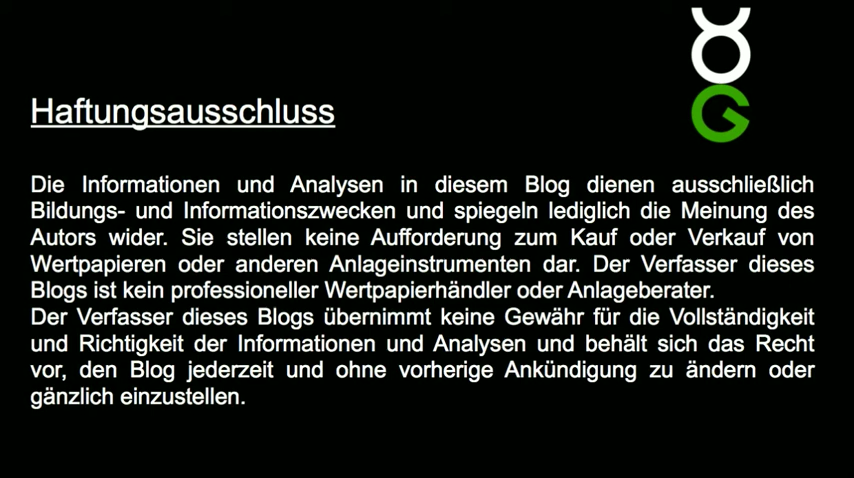 Haftungsausschluss
Die Informationen und Analysen in diesem Blog dienen ausschließlich
Bildungs- und Informationszwecken und spiegeln lediglich die Meinung des
Autors wider. Sie stellen keine Aufforderung zum Kauf oder Verkauf von
Wertpapieren oder anderen Anlageinstrumenten dar. Der Verfasser dieses
Blogs ist kein professioneller Wertpapierhändler oder Anlageberater.
Der Verfasser dieses Blogs übernimmt keine Gewähr für die Vollständigkeit
und Richtigkeit der Informationen und Analysen und behält sich das Recht
vor, den Blog jederzeit und ohne vorherige Ankündigung zu ändern oder
gänzlich einzustellen.